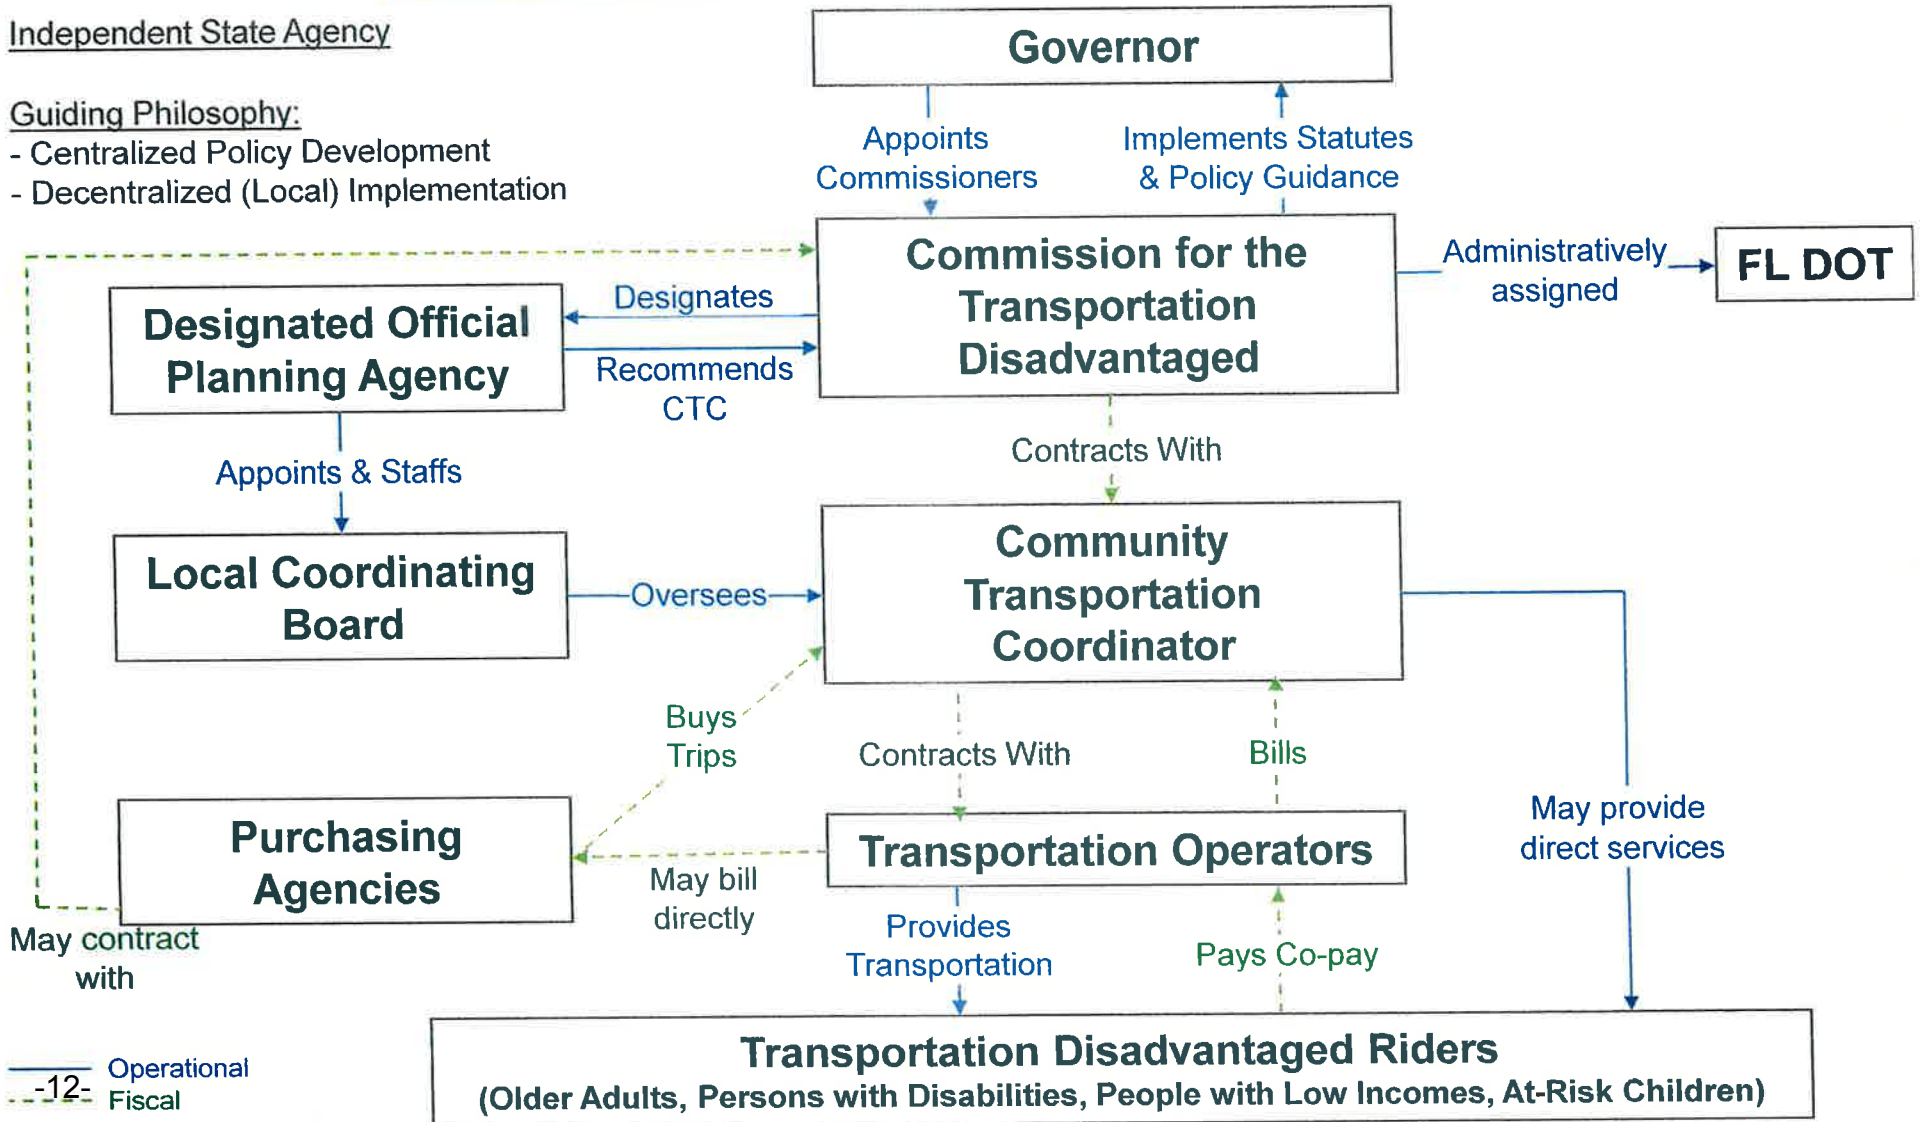 Independent State Agency
Guiding Philosophy:
- Centralized Policy Development
- Decentralized (Local) Implementation
Governor
Appoints
Commissioners
Implements Statutes
& Policy Guidance
Commission for the
Transportation
Disadvantaged
Administratively
assigned
FL DOT
Designated Official
Planning Agency
Designates
Recommends
CTC
Contracts With
Appoints & Staffs
Local Coordinating
Board
Oversees
Community
Transportation
Coordinator
Buys
Trips
Contracts With
Bills
May provide
direct services
Purchasing
Agencies
May bill
directly
Transportation Operators
May contract
with
Provides
Transportation
Pays Co-pay
Transportation Disadvantaged Riders
(Older Adults, Persons with Disabilities, People with Low Incomes, At-Risk Children)
Operational
-12-
Fiscal